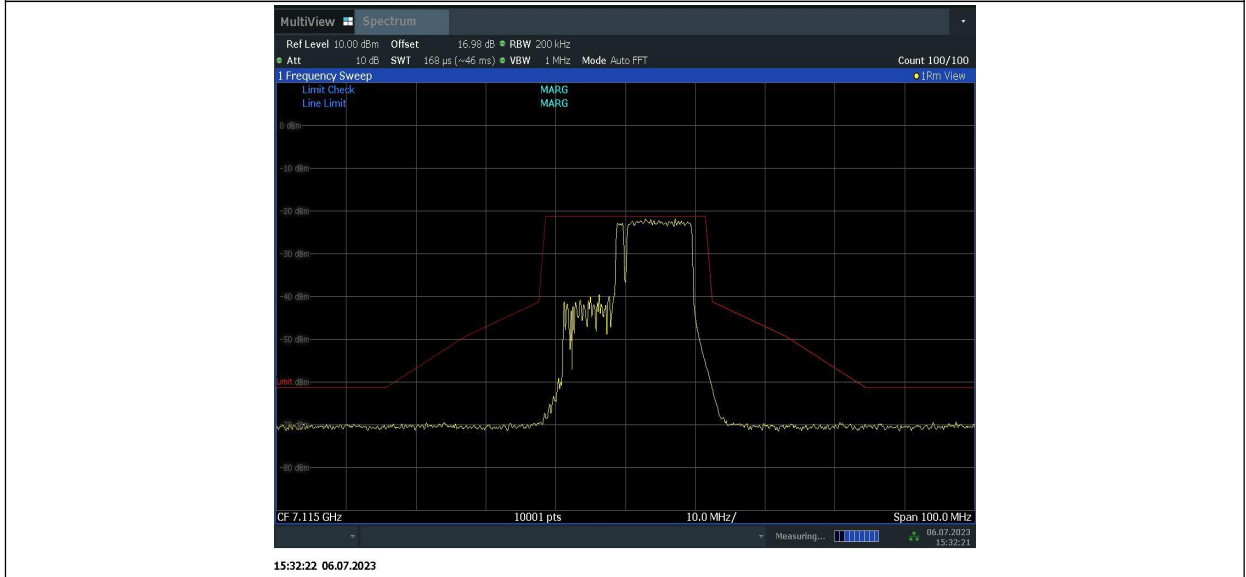 MultiView Spectrum
Ref Level 10.00 dBm Offset 16.98 dB RBW 200 kHz
Att 10 dB SWT 168 µs (~46 ms) VBW 1 MHz Mode Auto FFT Count 100/100
1 Frequency Sweep 1Rm View
Limit Check MARG
Line Limit MARG
0 dBm
-10 dBm
-20 dBm
-30 dBm
-40 dBm
-50 dBm
Limit dBm
-80 dBm
CF 7.115 GHz 10001 pts 10.0 MHz/ Span 100.0 MHz
Measuring... 06.07.2023
15:32:21
15:32:22 06.07.2023